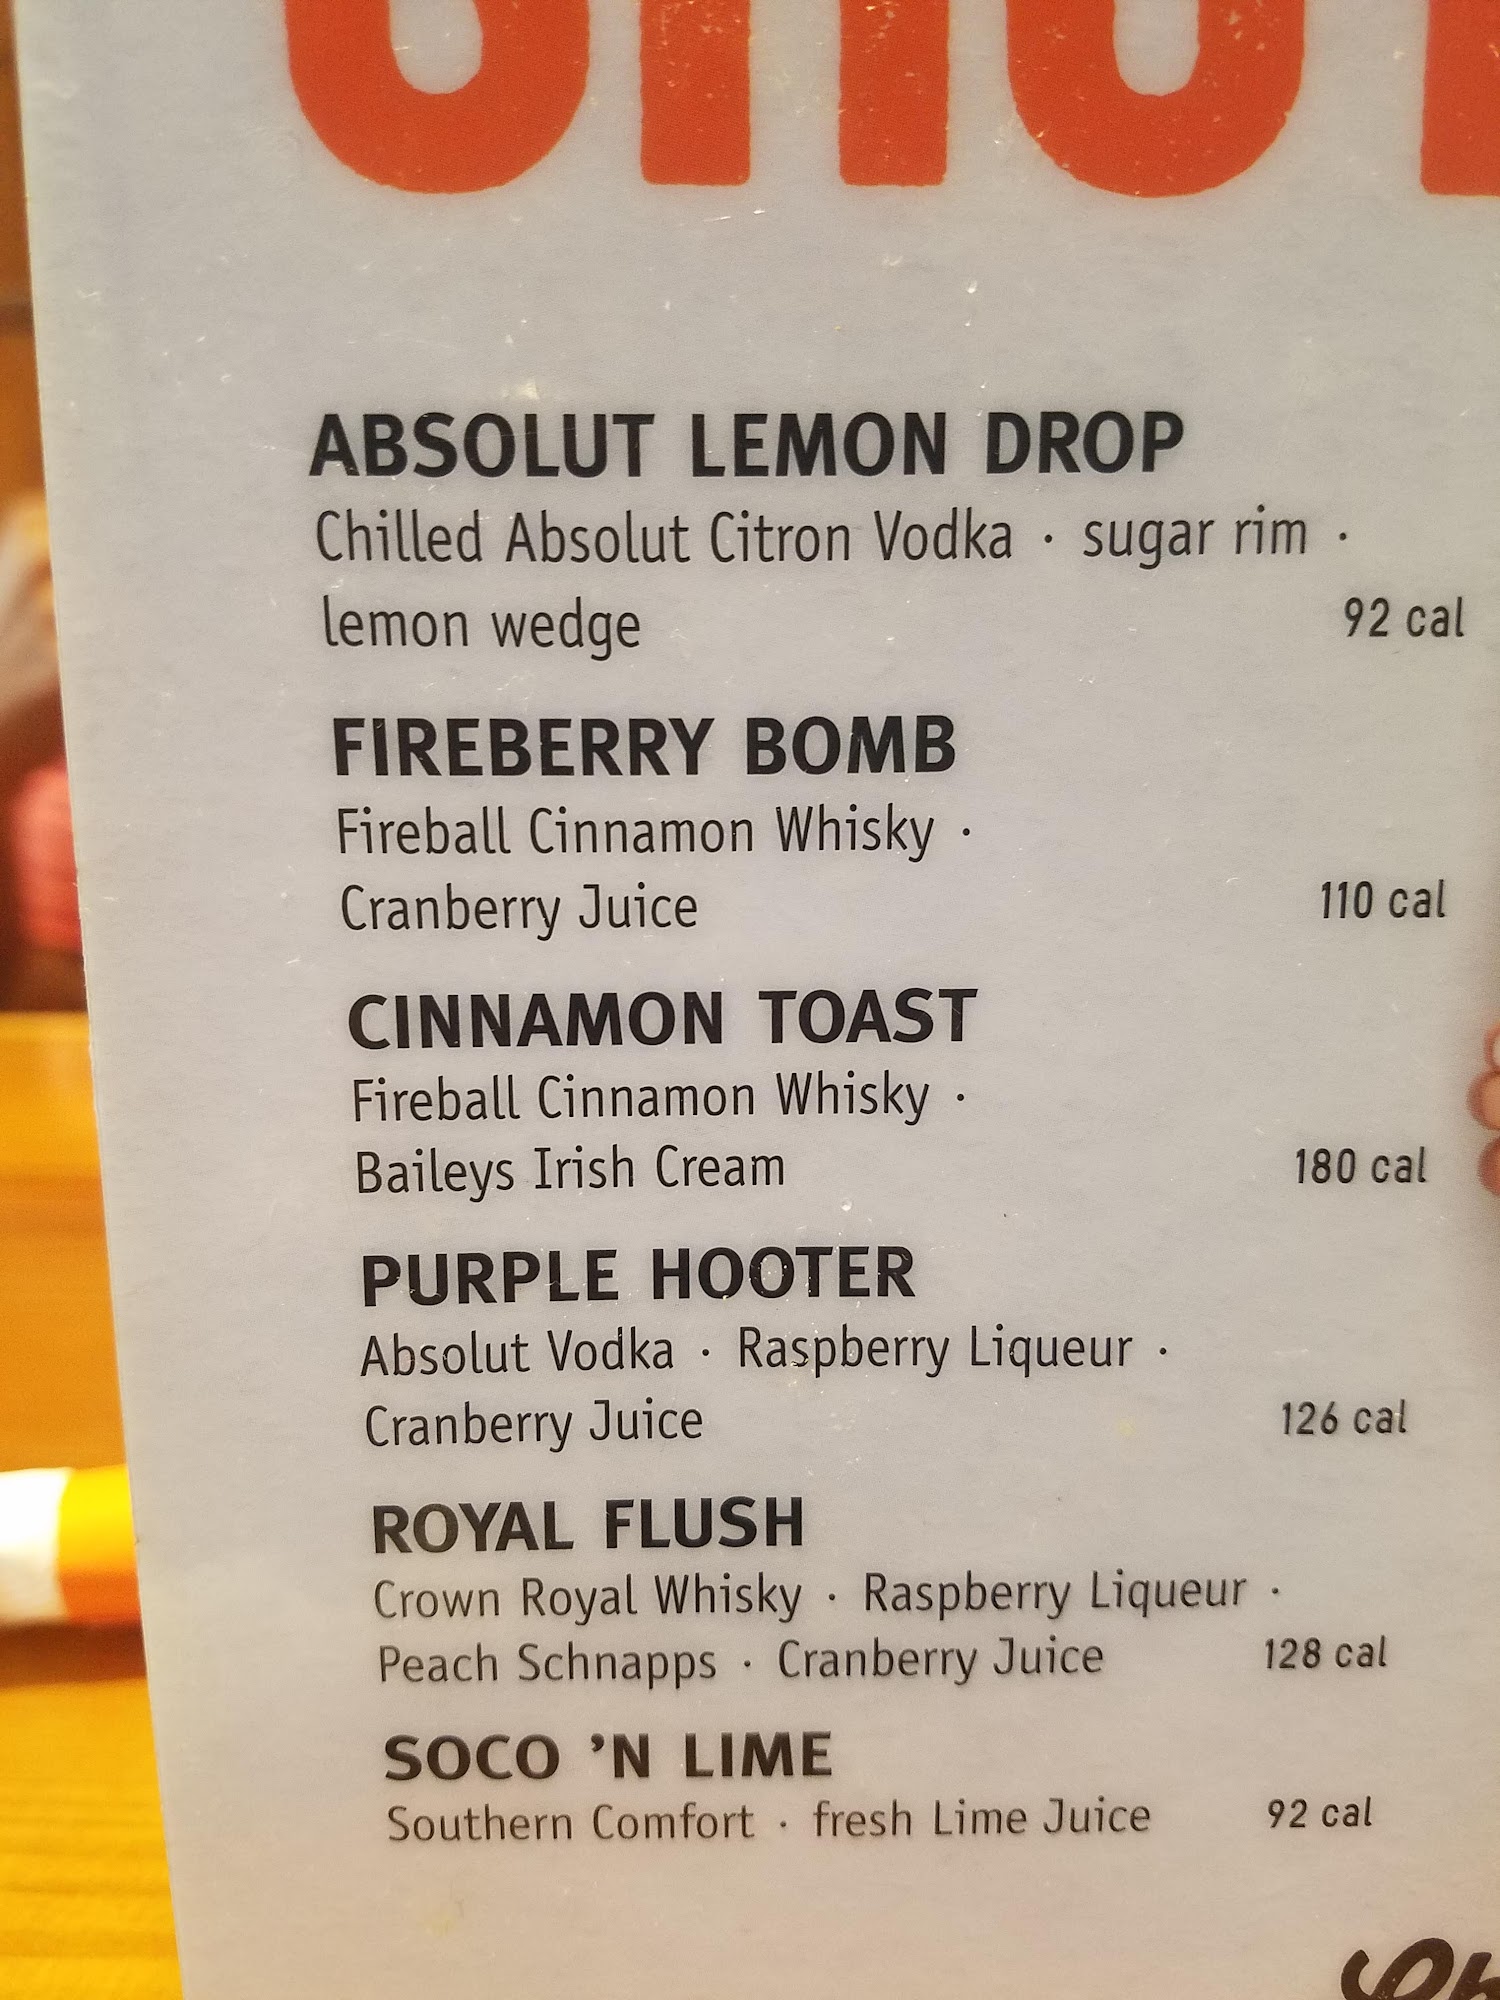 ABSOLUT LEMON DROP
Chilled Absolut Citron Vodka · sugar rim ·
lemon wedge 92 cal
FIREBERRY BOMB
Fireball Cinnamon Whisky ·
Cranberry Juice 110 cal
CINNAMON TOAST
Fireball Cinnamon Whisky ·
Baileys Irish Cream 180 cal
PURPLE HOOTER
Absolut Vodka · Raspberry Liqueur ·
Cranberry Juice 126 cal
ROYAL FLUSH
Crown Royal Whisky · Raspberry Liqueur ·
Peach Schnapps · Cranberry Juice 128 cal
SOCO ’N LIME
Southern Comfort · fresh Lime Juice 92 cal